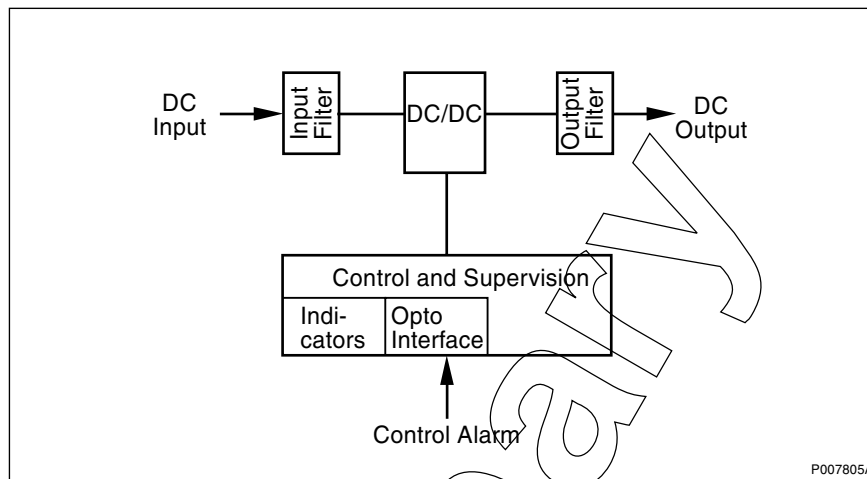 DC
Input
Input
Filter
DC/DC
Output
Filter
DC
Output
Control and Supervision
Indi-
cators
Opto
Interface
Control Alarm
ary